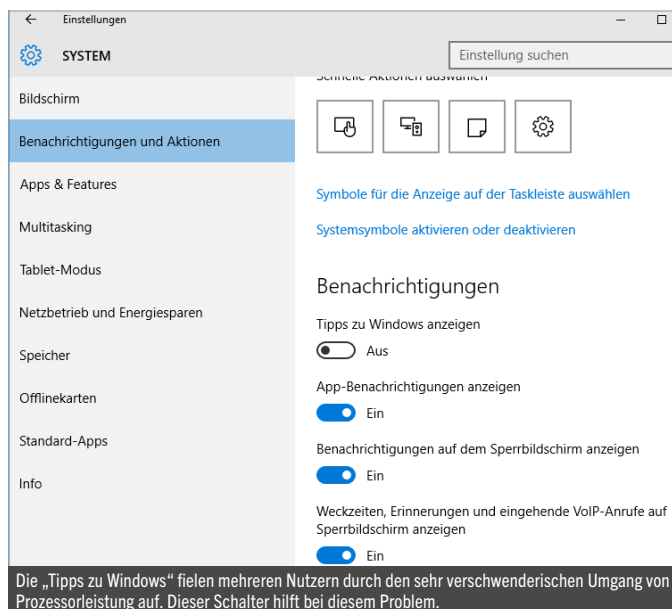 Einstellungen
SYSTEM
Einstellung suchen
Bildschirm
Benachrichtigungen und Aktionen
Apps & Features
Multitasking
Tablet-Modus
Netzbetrieb und Energiesparen
Speicher
Offlinekarten
Standard-Apps
Info
Schnelle Aktionen auswählen
Symbole für die Anzeige auf der Taskleiste auswählen
Systemsymbole aktivieren oder deaktivieren
Benachrichtigungen
Tipps zu Windows anzeigen
Aus
App-Benachrichtigungen anzeigen
Ein
Benachrichtigungen auf dem Sperrbildschirm anzeigen
Ein
Weckzeiten, Erinnerungen und eingehende VoIP-Anrufe auf
Sperrbildschirm anzeigen
Ein
Die „Tipps zu Windows“ fielen mehreren Nutzern durch den sehr verschwenderischen Umgang von
Prozessorleistung auf. Dieser Schalter hilft bei diesem Problem.